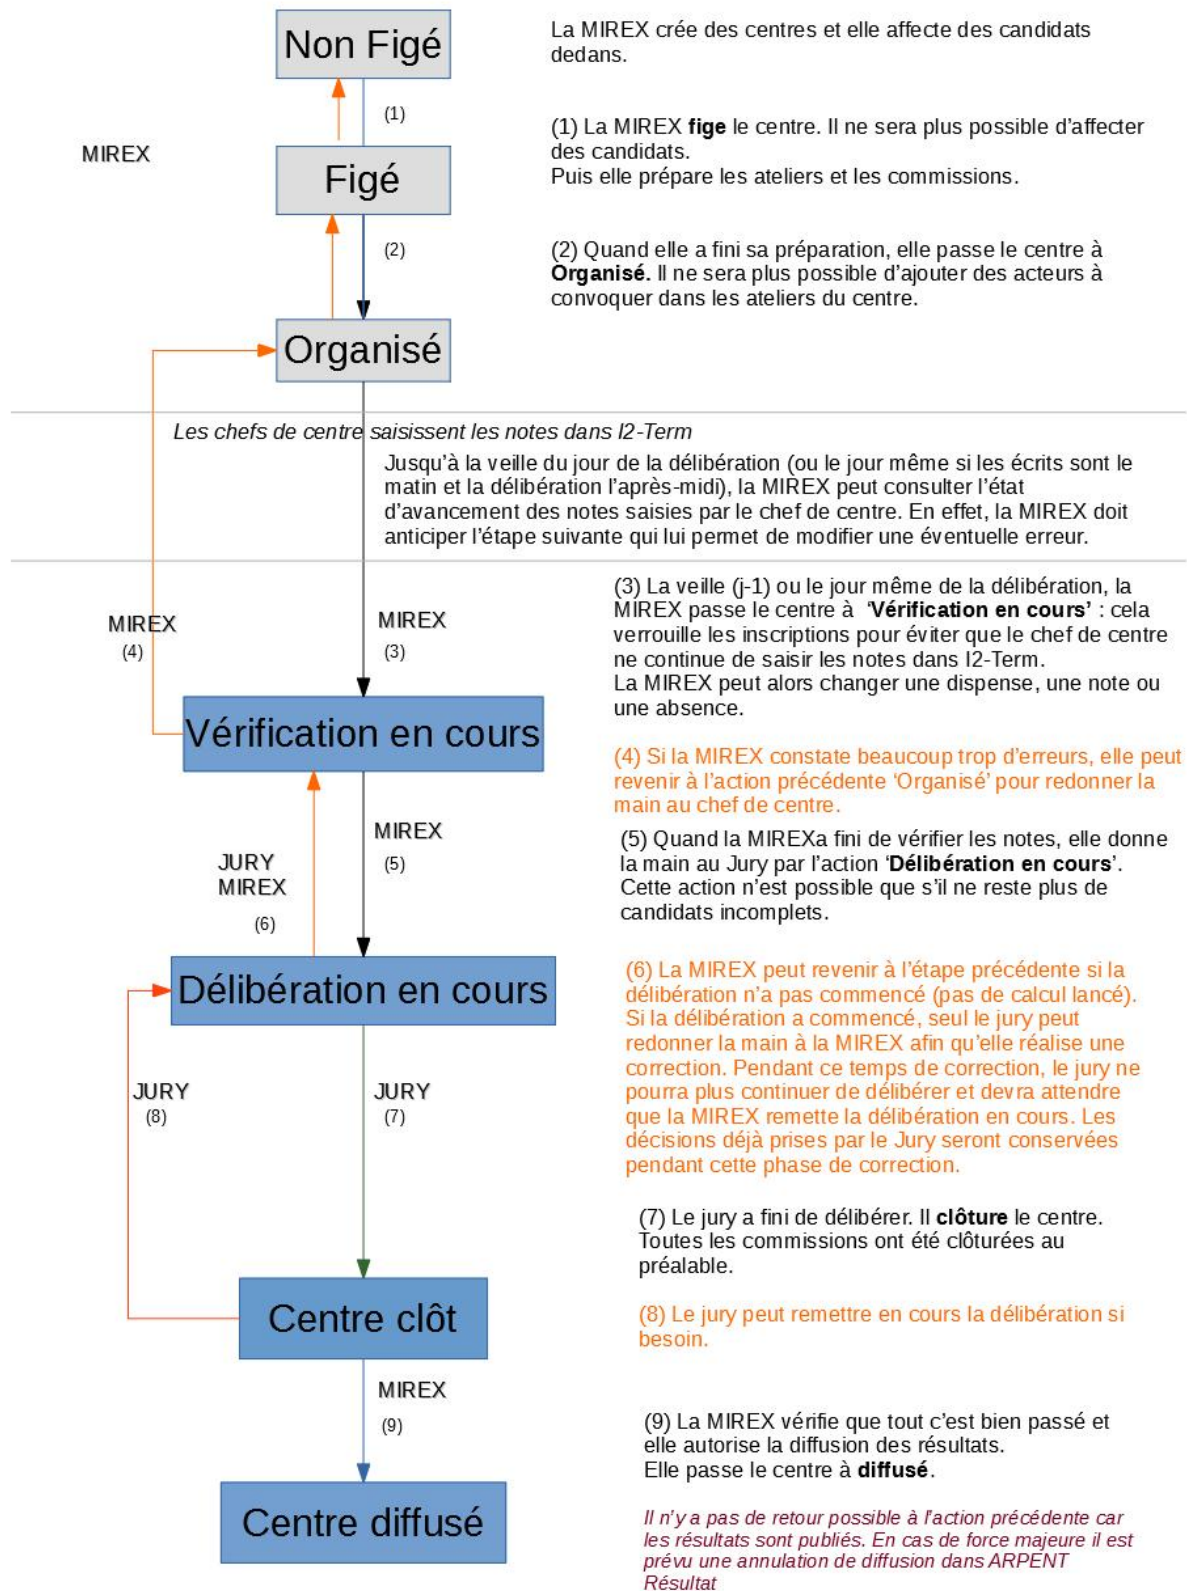 Non Figé
La MIREX crée des centres et elle affecte des candidats
dedans.
(1)
MIREX
(1) La MIREX fige le centre. Il ne sera plus possible d'affecter
des candidats.
Puis elle prépare les ateliers et les commissions.
Figé
(2)
(2) Quand elle a fini sa préparation, elle passe le centre à
Organisé. Il ne sera plus possible d'ajouter des acteurs à
convoquer dans les ateliers du centre.
Organisé
Les chefs de centre saisissent les notes dans I2-Term
Jusqu'à la veille du jour de la délibération (ou le jour même si les écrits sont le
matin et la délibération l'après-midi), la MIREX peut consulter l'état
d'avancement des notes saisies par le chef de centre. En effet, la MIREX doit
anticiper l'étape suivante qui lui permet de modifier une éventuelle erreur.
MIREX
(4)
MIREX
(3)
(3) La veille (j-1) ou le jour même de la délibération, la
MIREX passe le centre à ‘Vérification en cours’ : cela
verrouille les inscriptions pour éviter que le chef de centre
ne continue de saisir les notes dans I2-Term.
La MIREX peut alors changer une dispense, une note ou
une absence.
Vérification en cours
(4) Si la MIREX constate beaucoup trop d'erreurs, elle peut
revenir à l'action précédente ‘Organisé’ pour redonner la
main au chef de centre.
MIREX
(5)
JURY
MIREX
(6)
(5) Quand la MIREXa fini de vérifier les notes, elle donne
la main au Jury par l'action ‘Délibération en cours’.
Cette action n'est possible que s'il ne reste plus de
candidats incomplets.
Délibération en cours
(6) La MIREX peut revenir à l'étape précédente si la
délibération n'a pas commencé (pas de calcul lancé).
Si la délibération a commencé, seul le jury peut
redonner la main à la MIREX afin qu'elle réalise une
correction. Pendant ce temps de correction, le jury ne
pourra plus continuer de délibérer et devra attendre
que la MIREX remette la délibération en cours. Les
décisions déjà prises par le Jury seront conservées
pendant cette phase de correction.
JURY
(8)
JURY
(7)
(7) Le jury a fini de délibérer. Il clôture le centre.
Toutes les commissions ont été clôturées au
préalable.
Centre clôt
(8) Le jury peut remettre en cours la délibération si
besoin.
MIREX
(9)
(9) La MIREX vérifie que tout c'est bien passé et
elle autorise la diffusion des résultats.
Elle passe le centre à diffusé.
Centre diffusé
Il n'y a pas de retour possible à l'action précédente car
les résultats sont publiés. En cas de force majeure il est
prévu une annulation de diffusion dans ARPENT
Résultat